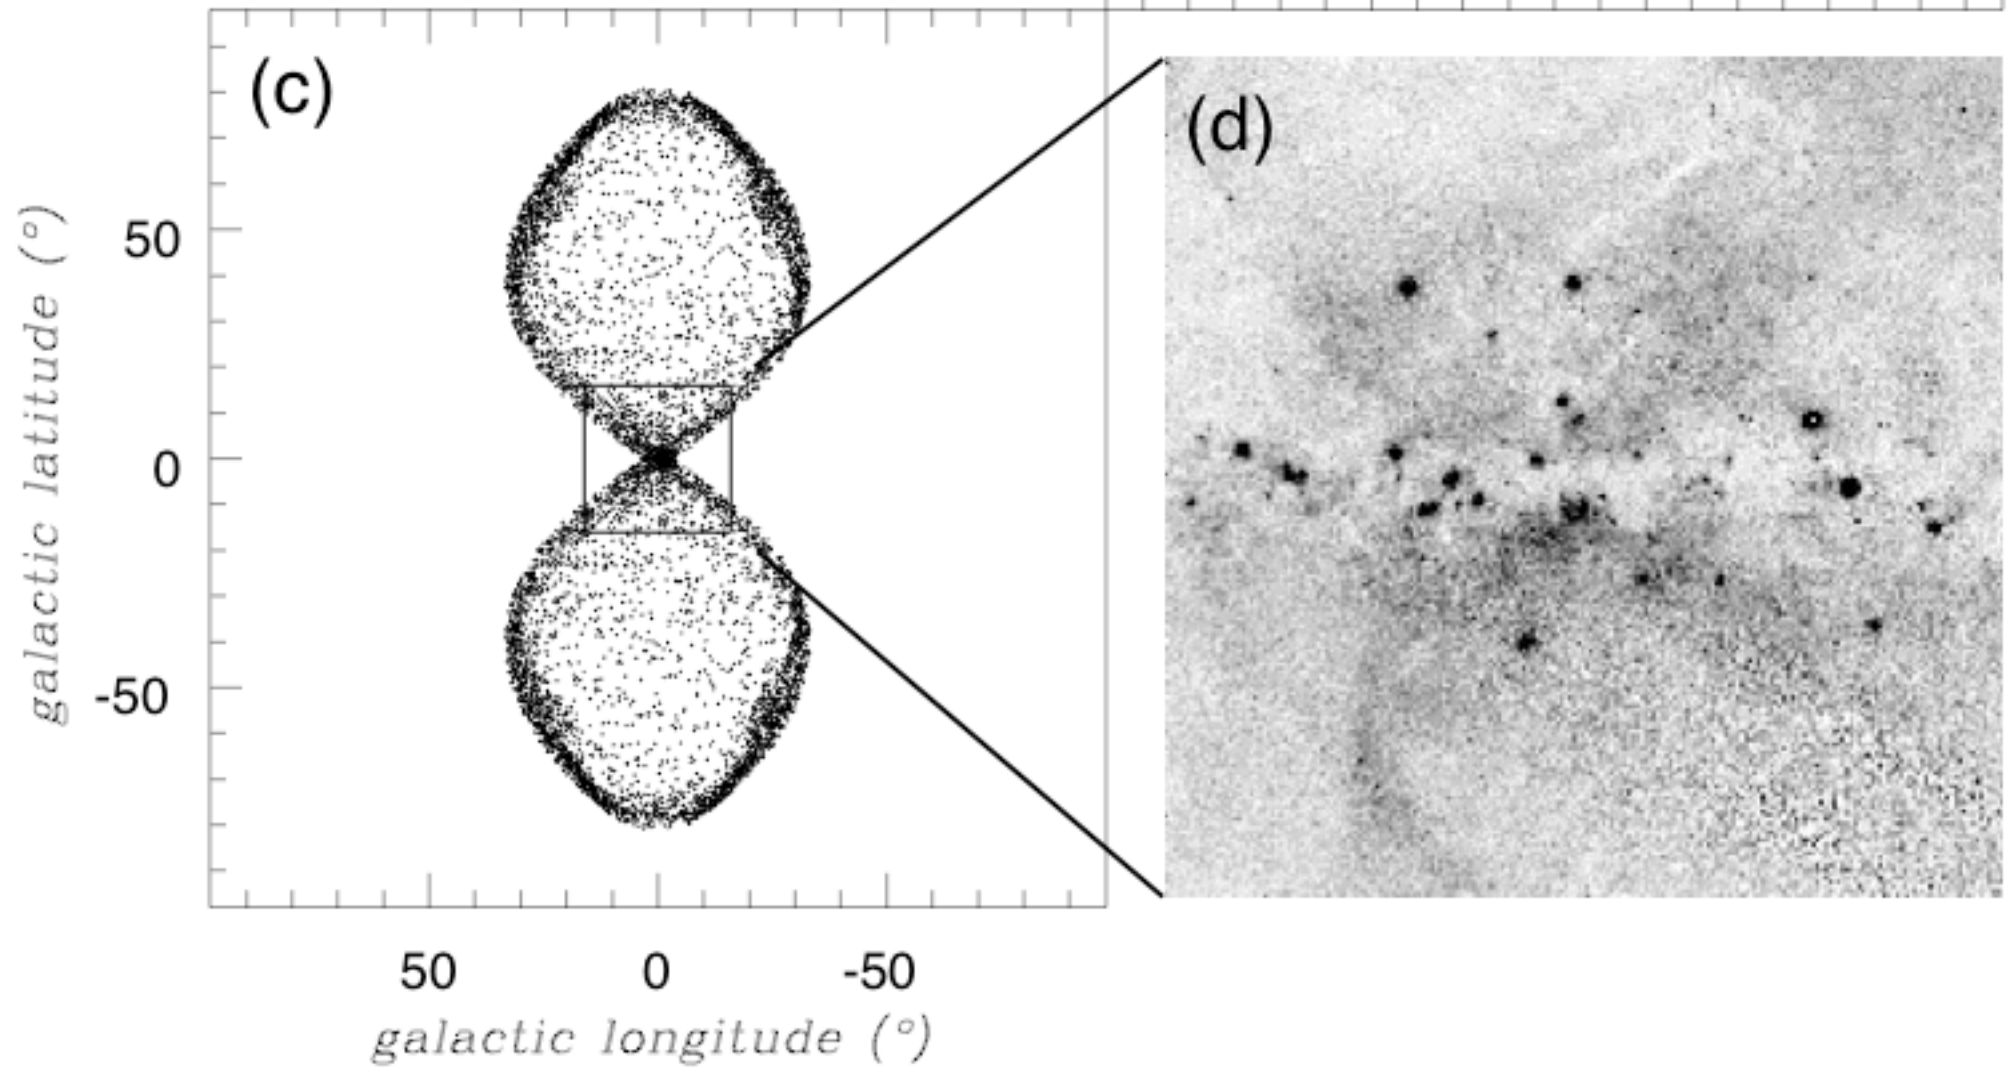 (c)
(d)
galactic latitude (°)
50
0
-50
50 0 -50
galactic longitude (°)